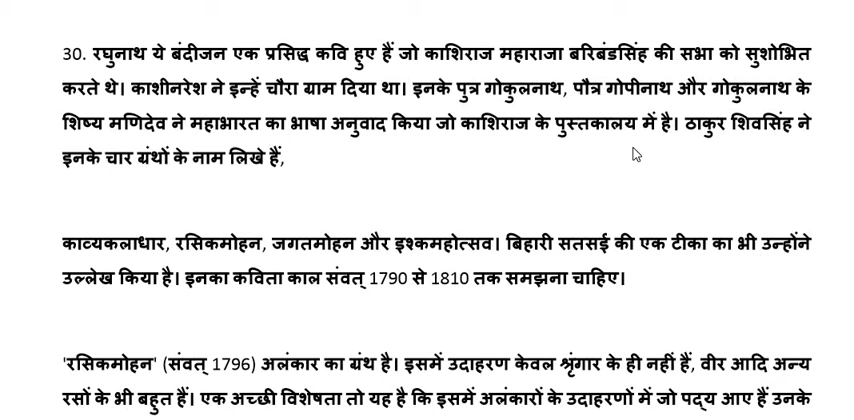 30. रघुनाथ ये बंदीजन एक प्रसिद्ध कवि हुए हैं जो काशिराज महाराजा बरिबंडसिंह की सभा को सुशोभित
करते थे। काशीनरेश ने इन्हें चौरा ग्राम दिया था। इनके पुत्र गोकुलनाथ, पौत्र गोपीनाथ और गोकुलनाथ के
शिष्य मणिदेव ने महाभारत का भाषा अनुवाद किया जो काशिराज के पुस्तकालय में है। ठाकुर शिवसिंह ने
इनके चार ग्रंथों के नाम लिखे हैं,
काव्यकलाधार, रसिकमोहन, जगतमोहन और इश्कमहोत्सव। बिहारी सतसई की एक टीका का भी उन्होंने
उल्लेख किया है। इनका कविता काल संवत् 1790 से 1810 तक समझना चाहिए।
'रसिकमोहन' (संवत् 1796) अलंकार का ग्रंथ है। इसमें उदाहरण केवल श्रृंगार के ही नहीं हैं, वीर आदि अन्य
रसों के भी बहुत हैं। एक अच्छी विशेषता तो यह है कि इसमें अलंकारों के उदाहरणों में जो पद्य आए हैं उनके